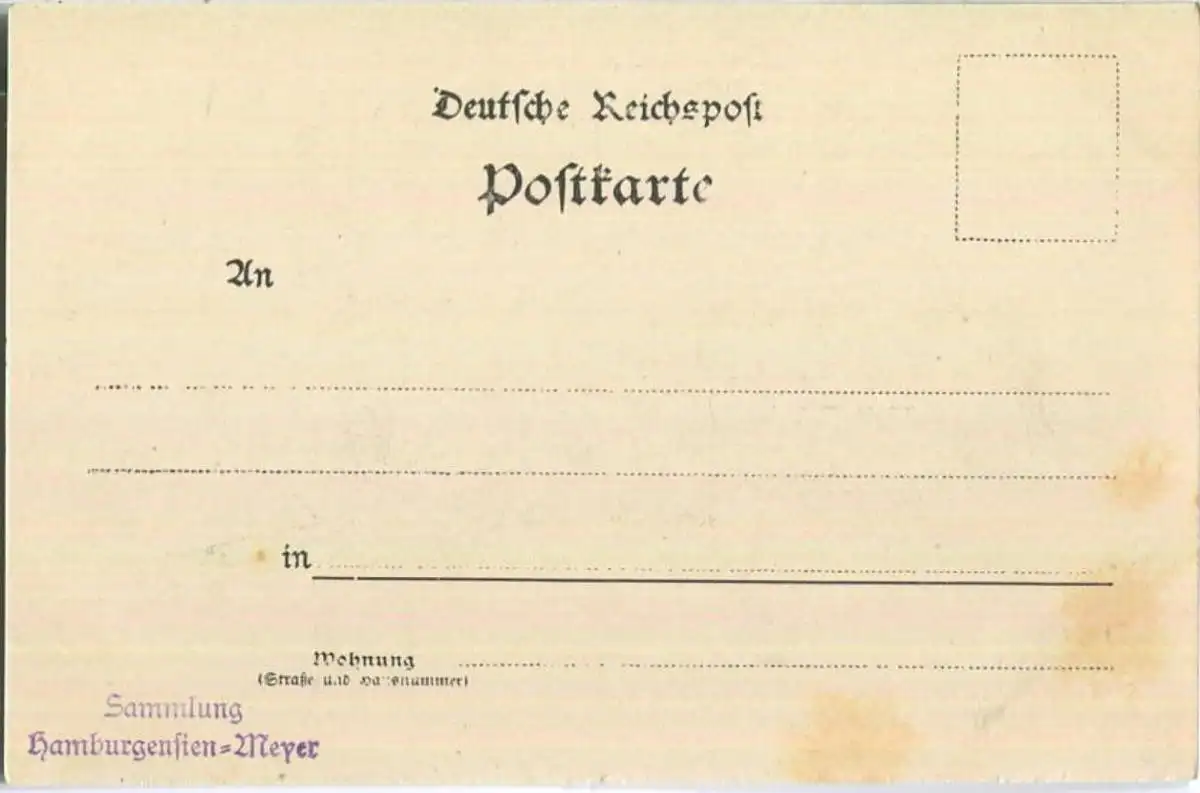 Deutſche Reichspoſt
Poſtkarte
An
in
Wohnung
(Straße und Hausnummer)
Sammlung
Hamburgenſien=Meyer